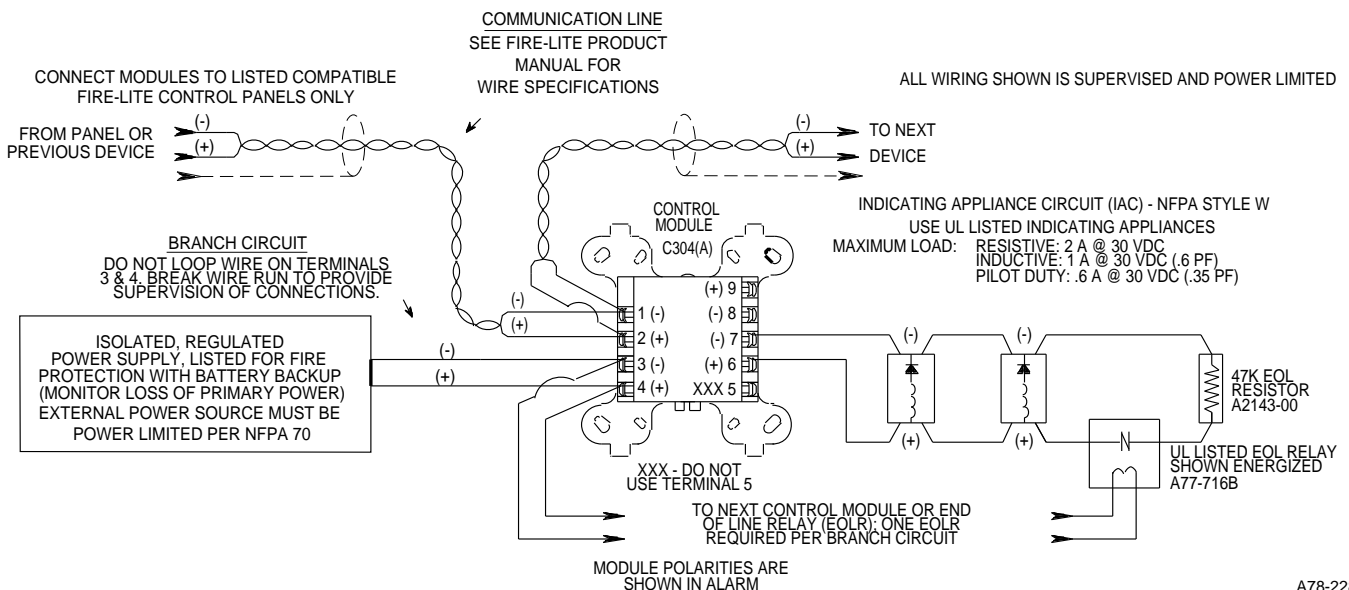 COMMUNICATION LINE
SEE FIRE-LITE PRODUCT
MANUAL FOR
WIRE SPECIFICATIONS
CONNECT MODULES TO LISTED COMPATIBLE
FIRE-LITE CONTROL PANELS ONLY
ALL WIRING SHOWN IS SUPERVISED AND POWER LIMITED
FROM PANEL OR
PREVIOUS DEVICE
(-)
(+)
(-)
(+)
TO NEXT
DEVICE
INDICATING APPLIANCE CIRCUIT (IAC) - NFPA STYLE W
USE UL LISTED INDICATING APPLIANCES
MAXIMUM LOAD: RESISTIVE: 2 A @ 30 VDC
INDUCTIVE: 1 A @ 30 VDC (.6 PF)
PILOT DUTY: .6 A @ 30 VDC (.35 PF)
CONTROL
MODULE
C304(A)
BRANCH CIRCUIT
DO NOT LOOP WIRE ON TERMINALS
3 & 4. BREAK WIRE RUN TO PROVIDE
SUPERVISION OF CONNECTIONS.
(-)
(+)
1 (-)
2 (+)
3 (-)
4 (+)
(+) 9
(-) 8
(-) 7
(+) 6
XXX 5
ISOLATED, REGULATED
POWER SUPPLY, LISTED FOR FIRE
PROTECTION WITH BATTERY BACKUP
(MONITOR LOSS OF PRIMARY POWER)
EXTERNAL POWER SOURCE MUST BE
POWER LIMITED PER NFPA 70
(-)
(+)
(-)
(-)
(+)
(+)
47K EOL
RESISTOR
A2143-00
N
UL LISTED EOL RELAY
SHOWN ENERGIZED
A77-716B
XXX - DO NOT
USE TERMINAL 5
TO NEXT CONTROL MODULE OR END
OF LINE RELAY (EOLR); ONE EOLR
REQUIRED PER BRANCH CIRCUIT
MODULE POLARITIES ARE
SHOWN IN ALARM